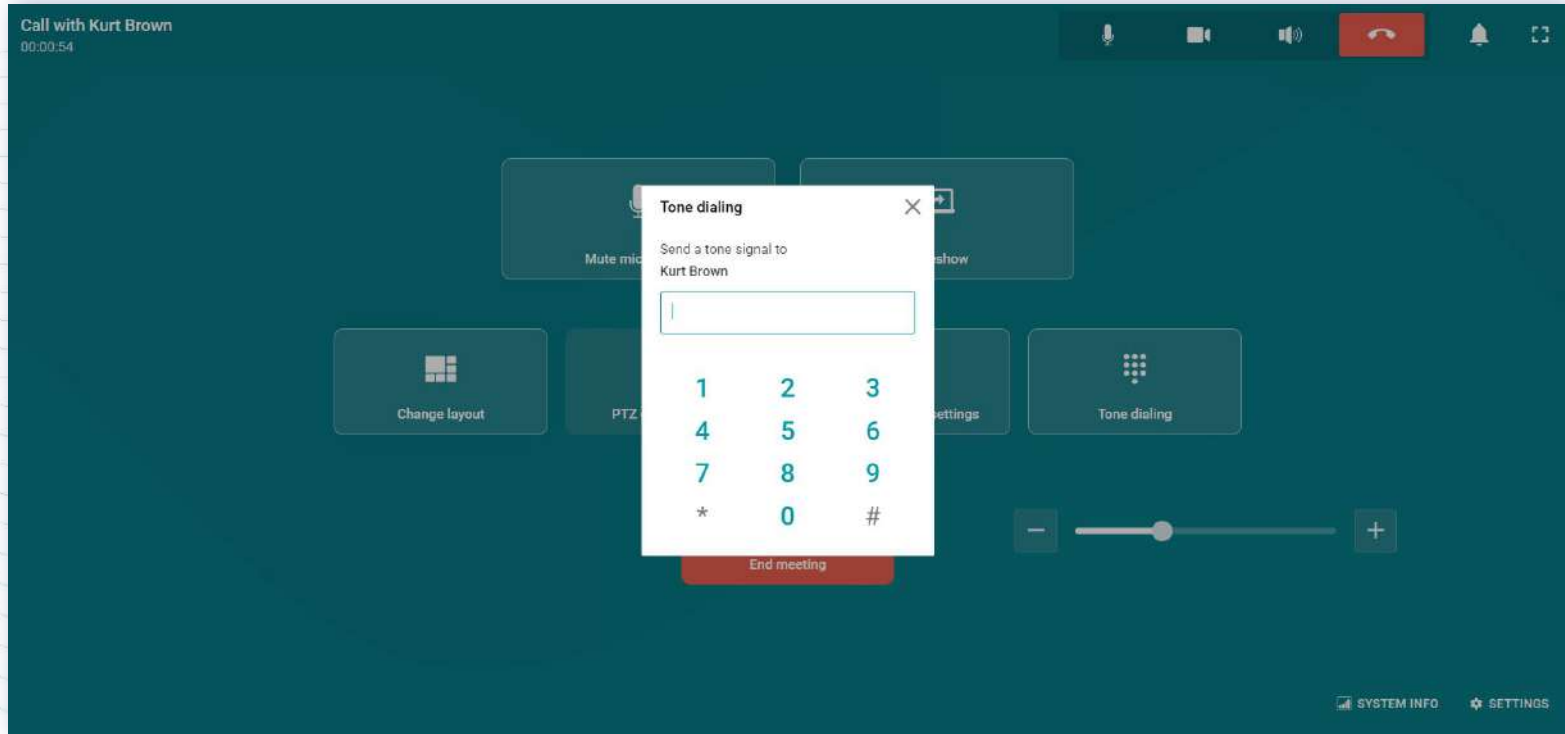 Call with Kurt Brown
00:00:54
Tone dialing
Send a tone signal to
Kurt Brown
Mute mic
show
1 2 3
4 5 6
7 8 9
* 0 #
Change layout
PTZ
settings
Tone dialing
End meeting
SYSTEM INFO
SETTINGS